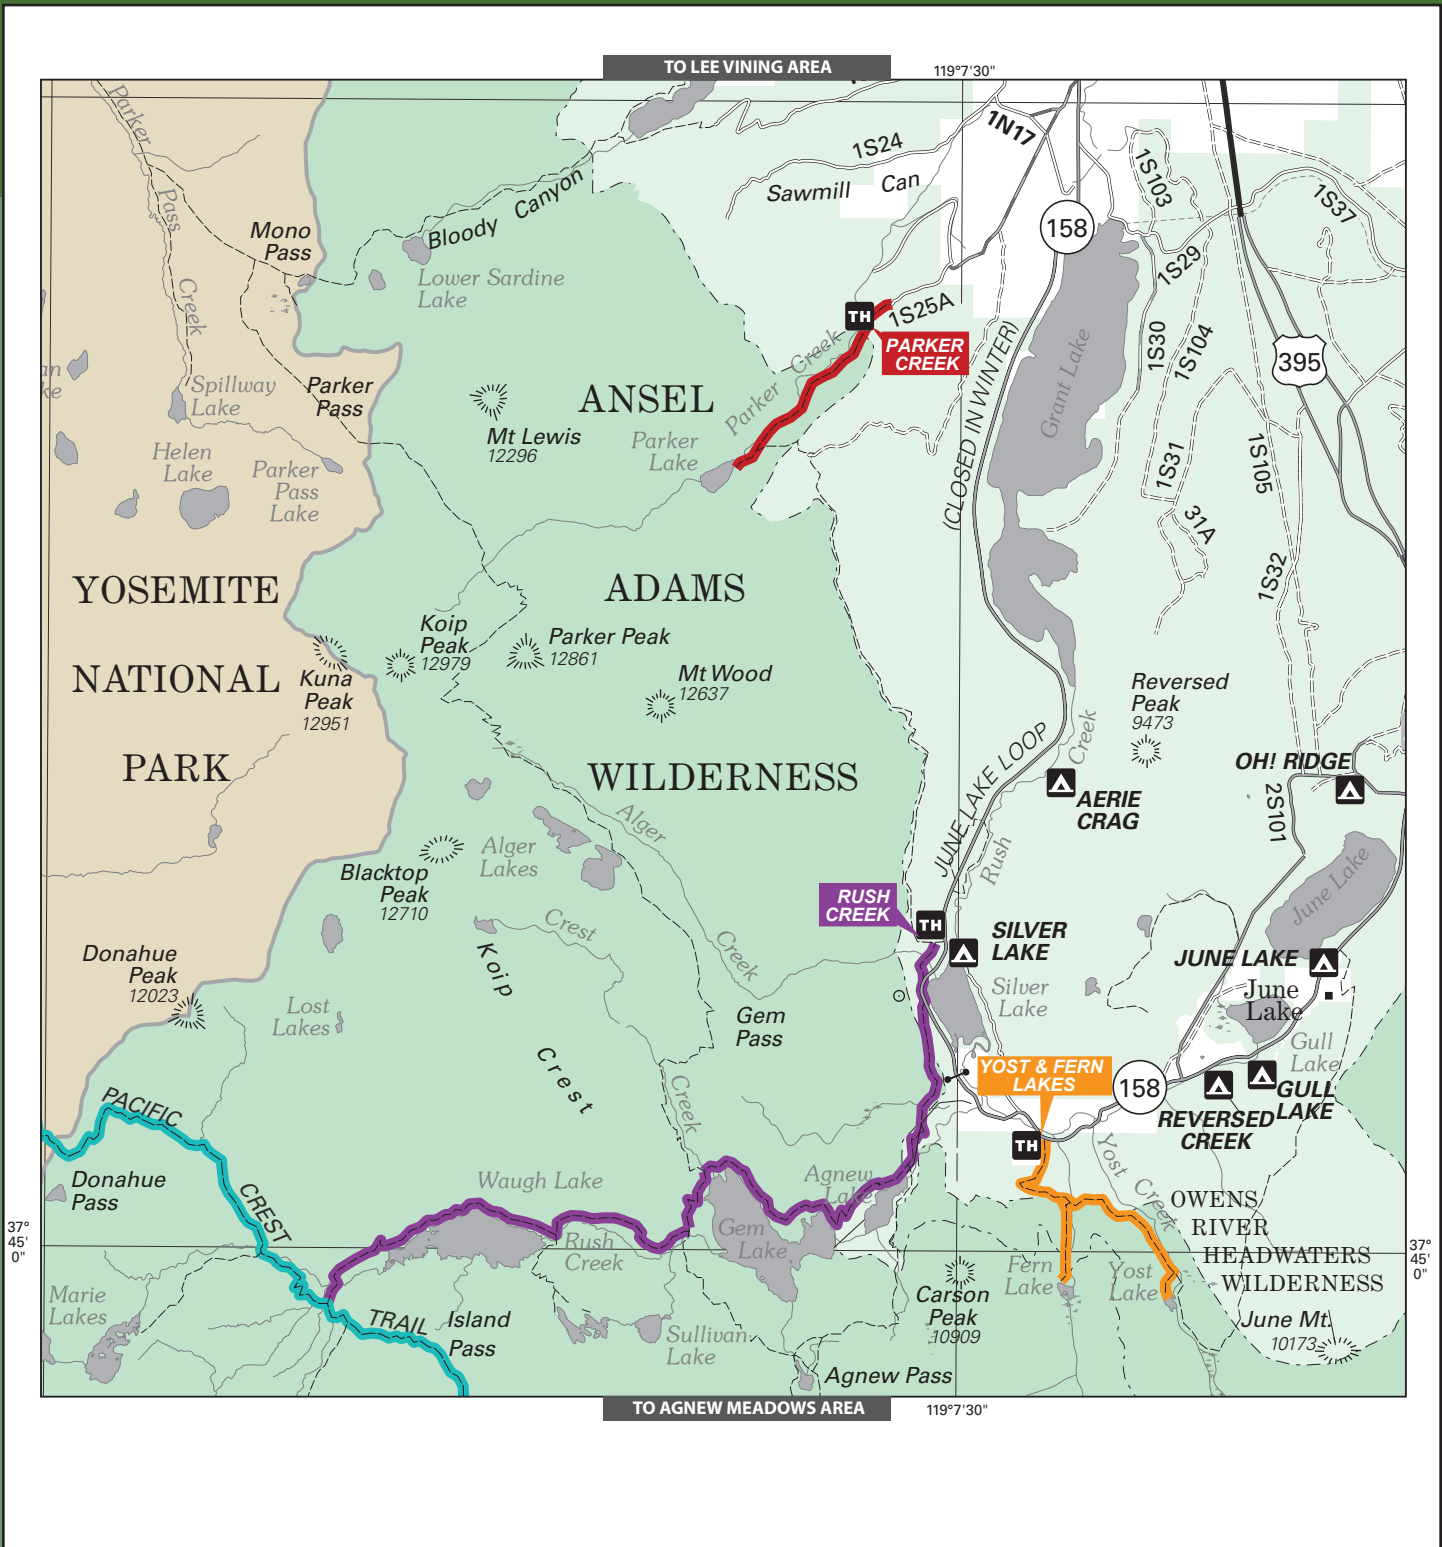 TO LEE VINING AREA
119°7'30"
Parker
Pass
Creek
Mono
Pass
Bloody Canyon
Lower Sardine
Lake
1S24
1N17
Sawmill Can
158
1S103
1S37
1S29
1S30
1S104
395
TH
1S25A
PARKER
CREEK
Parker Creek
(CLOSED IN WINTER)
Grant Lake
Spillway
Lake
Parker
Pass
Helen
Lake
Parker
Pass
Lake
Mt Lewis
12296
ANSEL
Parker
Lake
1S31
1S105
31A
1S32
YOSEMITE
NATIONAL
PARK
ADAMS
WILDERNESS
Koip
Peak
12979
Parker Peak
12861
Mt Wood
12637
Kuna
Peak
12951
Reversed
Peak
9473
JUNE LAKE LOOP
Rush
Creek
AERIE
CRAG
OH! RIDGE
2S101
June Lake
Alger
Creek
Alger
Lakes
Blacktop
Peak
12710
Crest
Creek
Koip
Crest
RUSH
CREEK
TH
SILVER
LAKE
Silver
Lake
JUNE LAKE
June
Lake
Gull
Lake
Donahue
Peak
12023
Lost
Lakes
Gem
Pass
YOST & FERN
LAKES
158
GULL
LAKE
REVERSED
CREEK
TH
Yost
Creek
PACIFIC
CREST
TRAIL
Donahue
Pass
Waugh Lake
Agnew
Lake
Gem
Lake
Rush
Creek
OWENS
RIVER
HEADWATERS
WILDERNESS
37°
45'
0"
37°
45'
0"
Fern
Lake
Yost
Lake
Carson
Peak
10909
Marie
Lakes
Island
Pass
Sullivan
Lake
June Mt.
10173
Agnew Pass
TO AGNEW MEADOWS AREA
119°7'30"